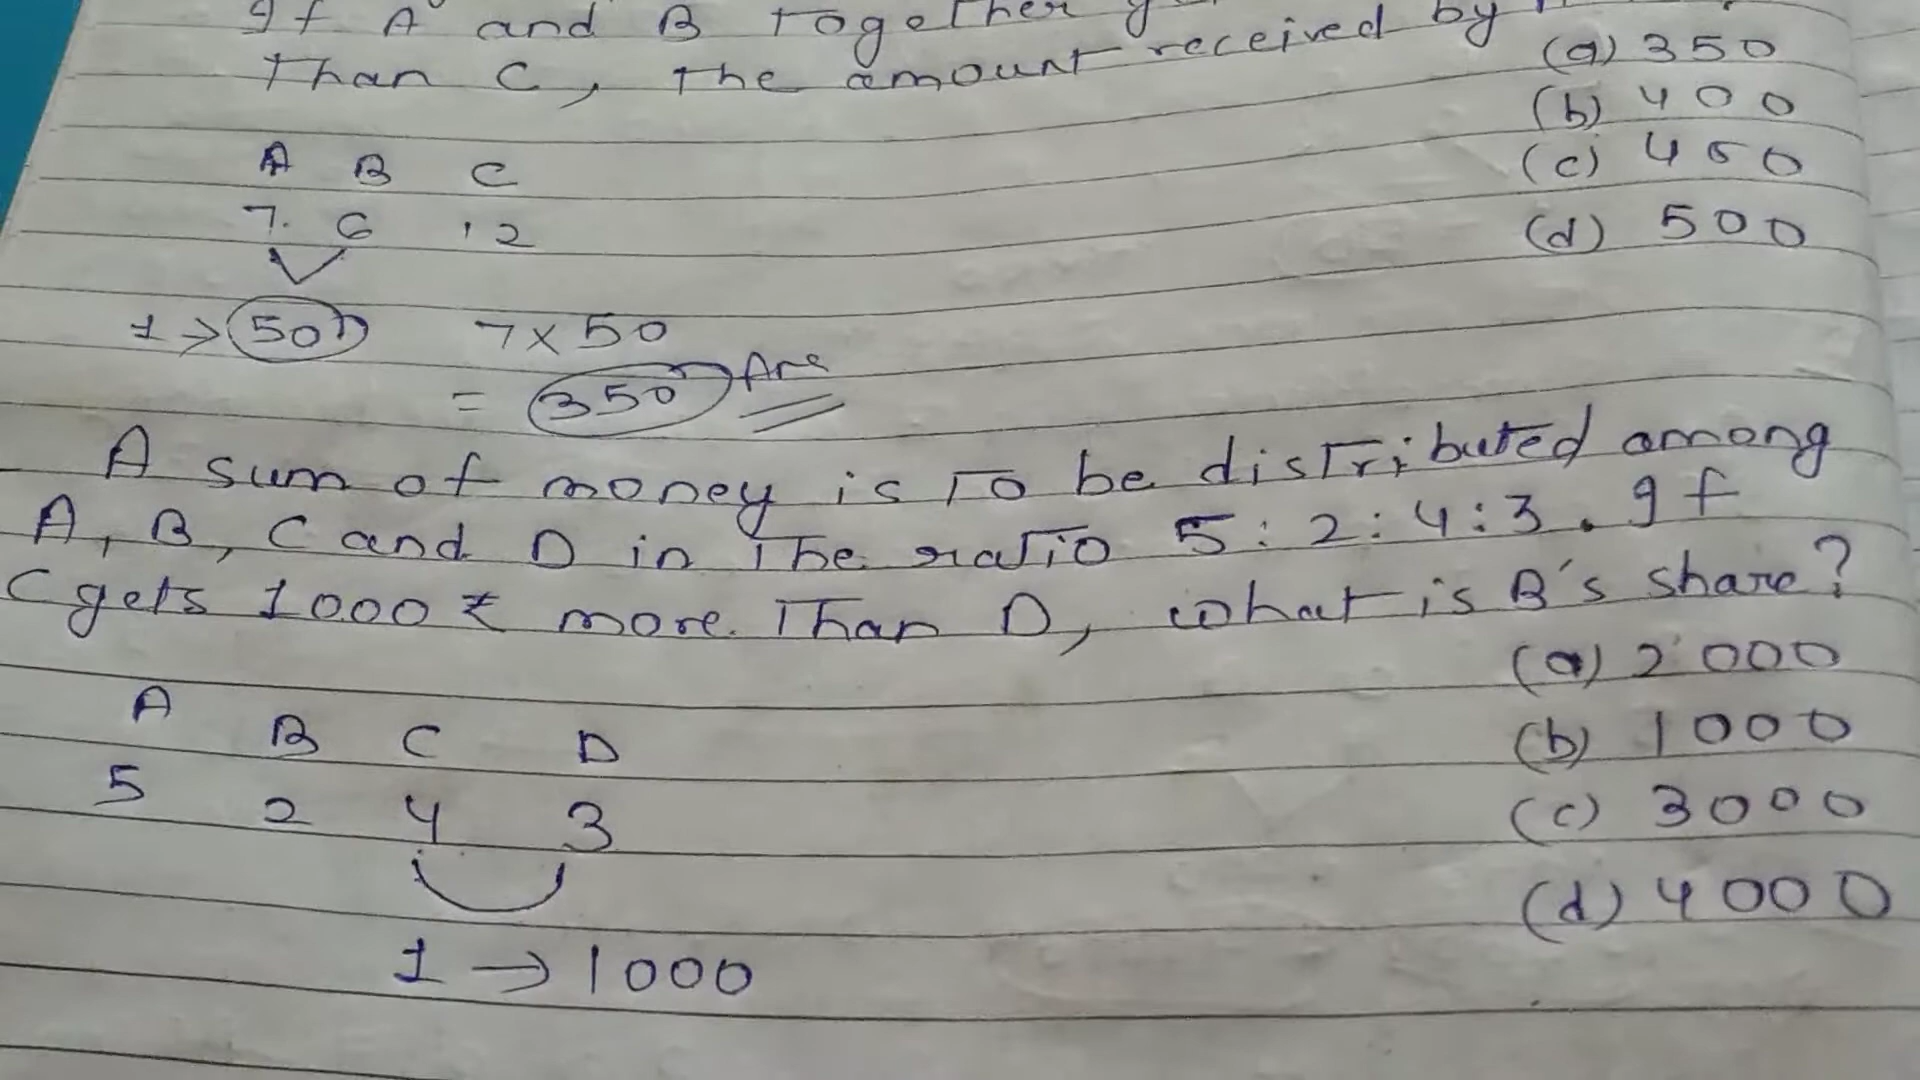 If A and B together
than C, the amount received by
(a) 350
(b) 400
(c) 450
(d) 500
A B C
7. 6 12
1 → 50
7 × 50
= 350 Ans
A sum of money is to be distributed among
A, B, C and D in the ratio 5 : 2 : 4 : 3. If
C gets 1000 ₹ more than D, what is B's share?
(a) 2000
(b) 1000
(c) 3000
(d) 4000
A B C D
5 2 4 3
1 → 1000